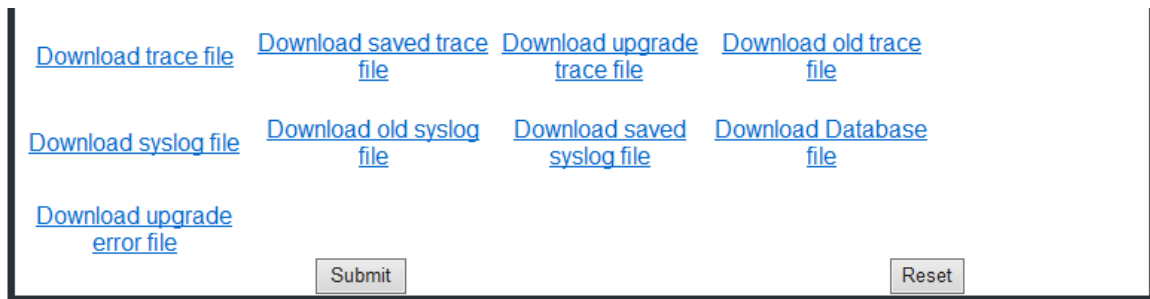 Download trace file
Download saved trace
file
Download upgrade
trace file
Download old trace
file
Download syslog file
Download old syslog
file
Download saved
syslog file
Download Database
file
Download upgrade
error file
Submit
Reset